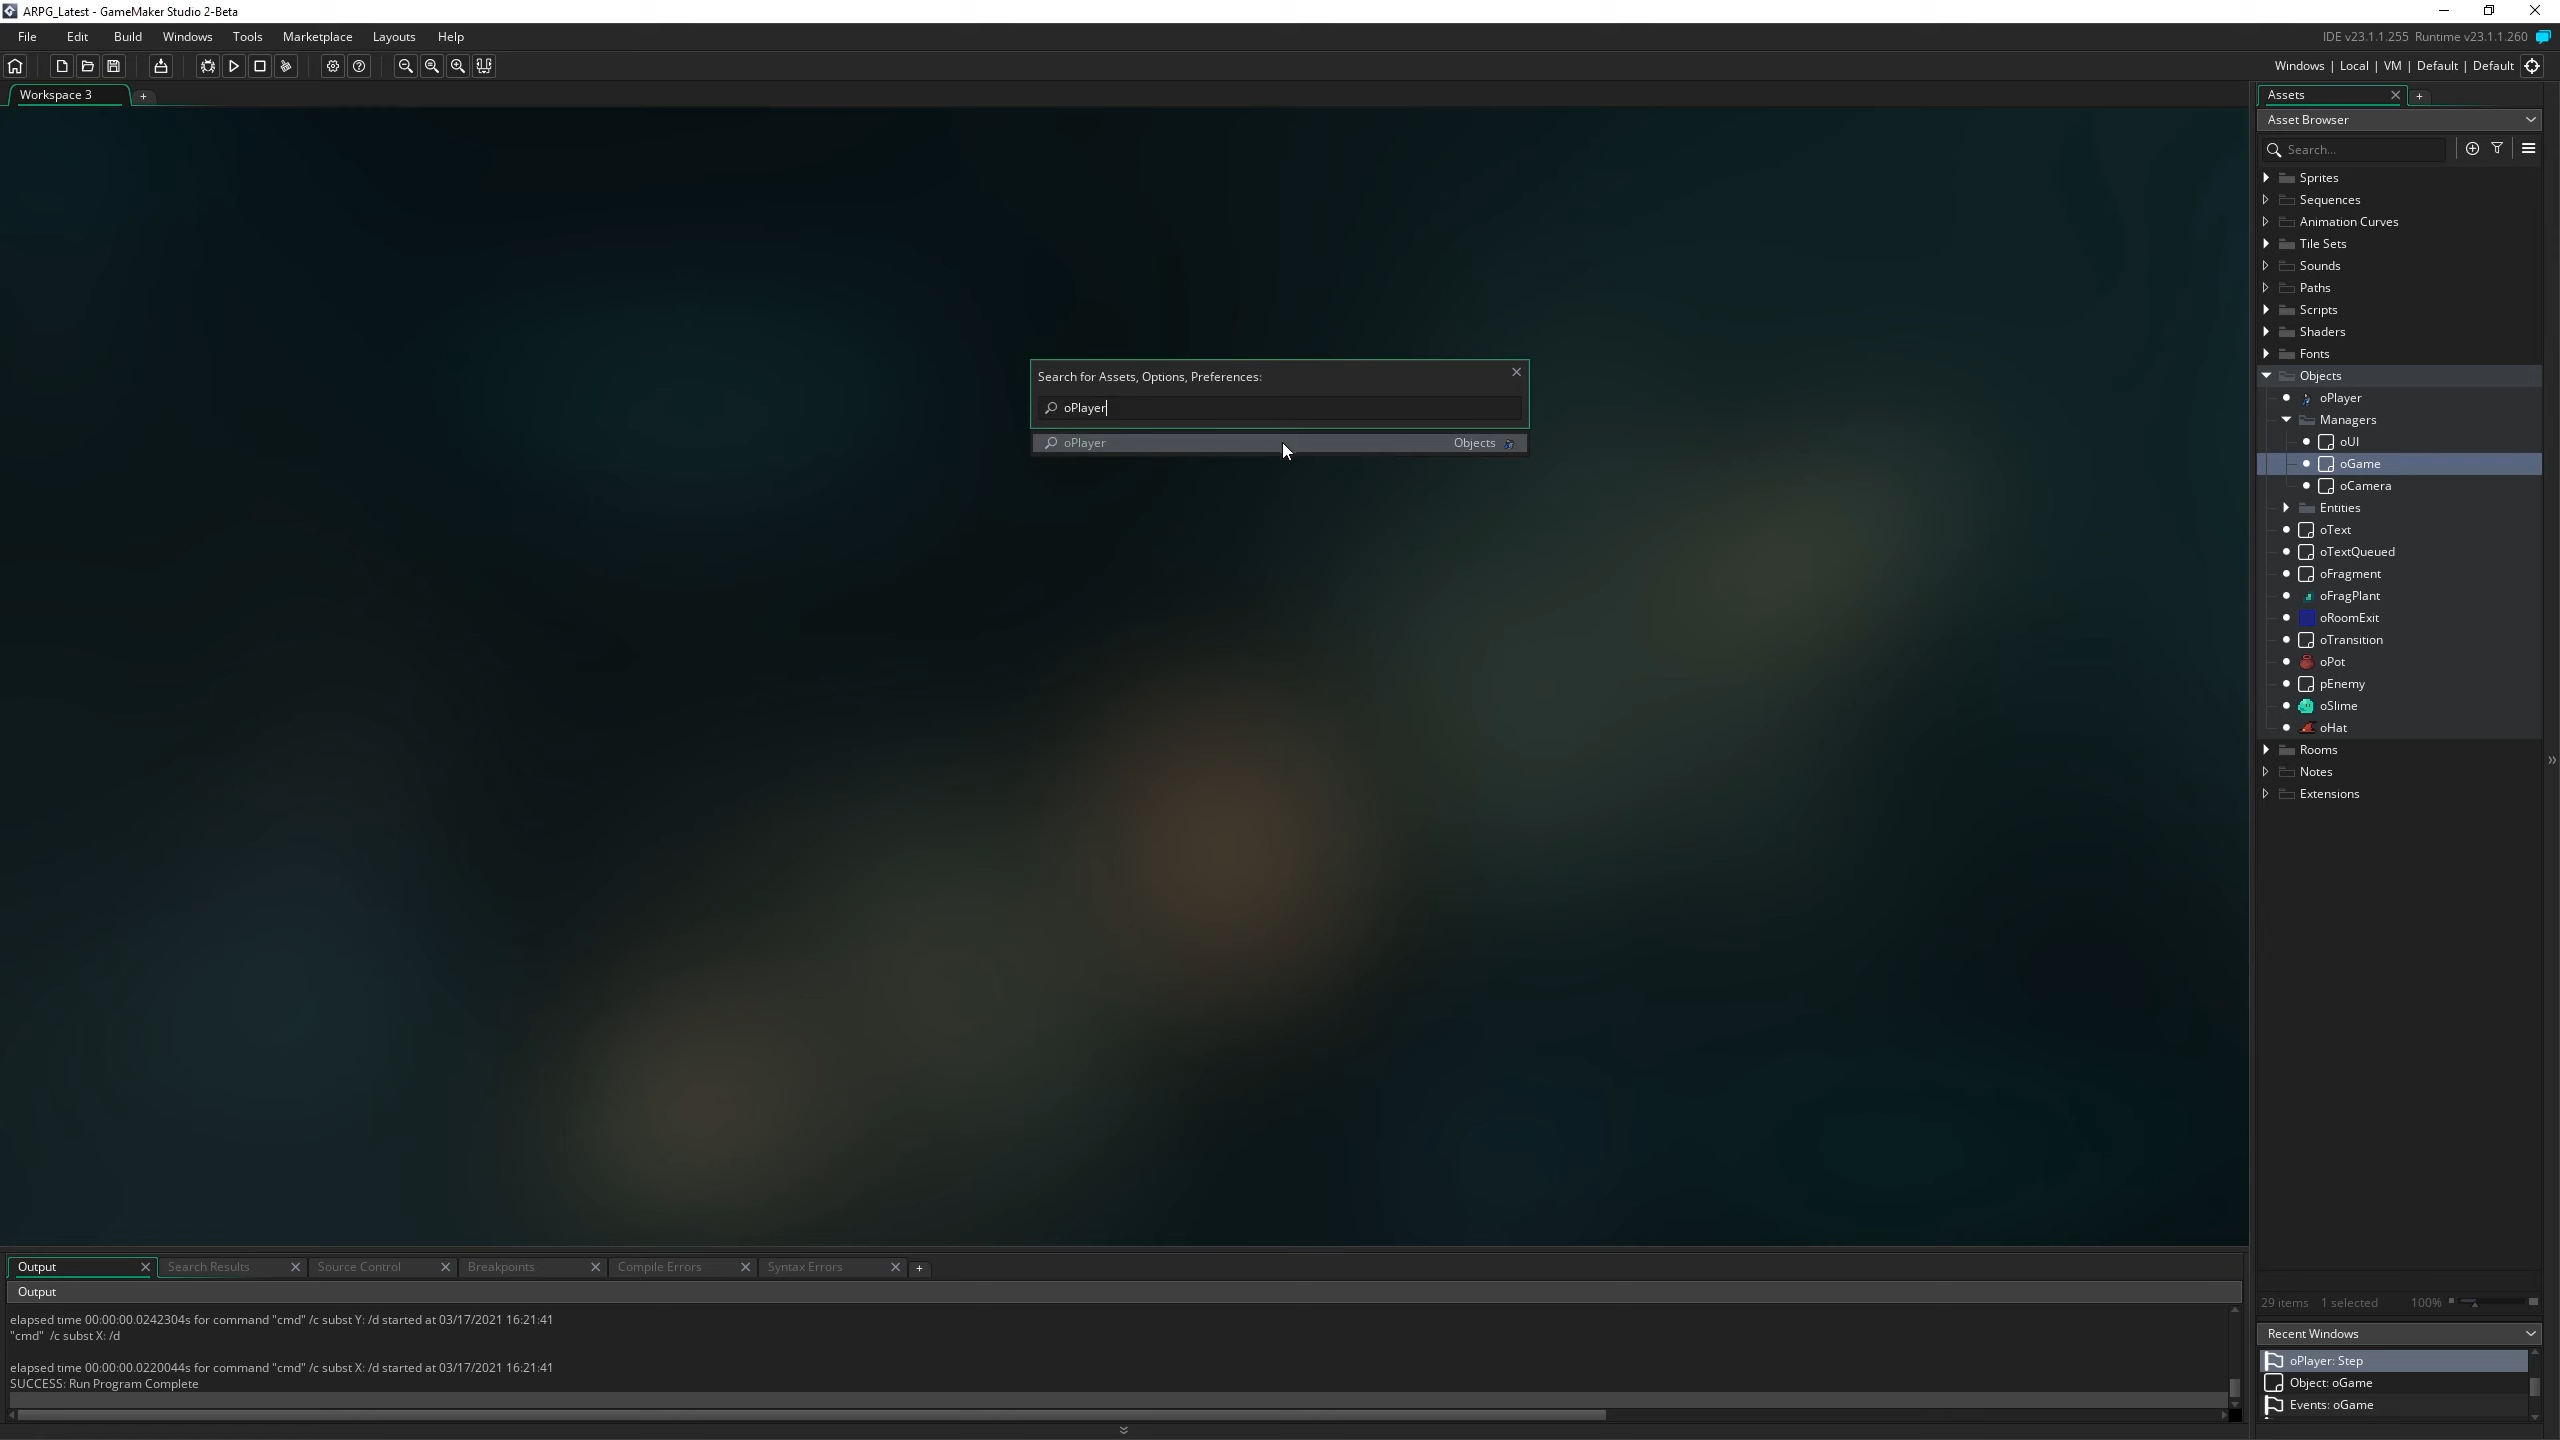 ARPG_Latest - GameMaker Studio 2-Beta
File Edit Build Windows Tools Marketplace Layouts Help
IDE v23.1.1.255 Runtime v23.1.1.260
Windows | Local | VM | Default | Default
Workspace 3
+
Search for Assets, Options, Preferences:
oPlayer
oPlayer Objects
Assets
+
Asset Browser
Search...
Sprites
Sequences
Animation Curves
Tile Sets
Sounds
Paths
Scripts
Shaders
Fonts
Objects
oPlayer
Managers
oUI
oGame
oCamera
Entities
oText
oTextQueued
oFragment
oFragPlant
oRoomExit
oTransition
oPot
pEnemy
oSlime
oHat
Rooms
Notes
Extensions
29 items 1 selected 100%
Recent Windows
oPlayer: Step
Object: oGame
Events: oGame
Output Search Results Source Control Breakpoints Compile Errors Syntax Errors +
Output
elapsed time 00:00:00.0242304s for command "cmd" /c subst Y: /d started at 03/17/2021 16:21:41
"cmd" /c subst X: /d
elapsed time 00:00:00.0220044s for command "cmd" /c subst X: /d started at 03/17/2021 16:21:41
SUCCESS: Run Program Complete